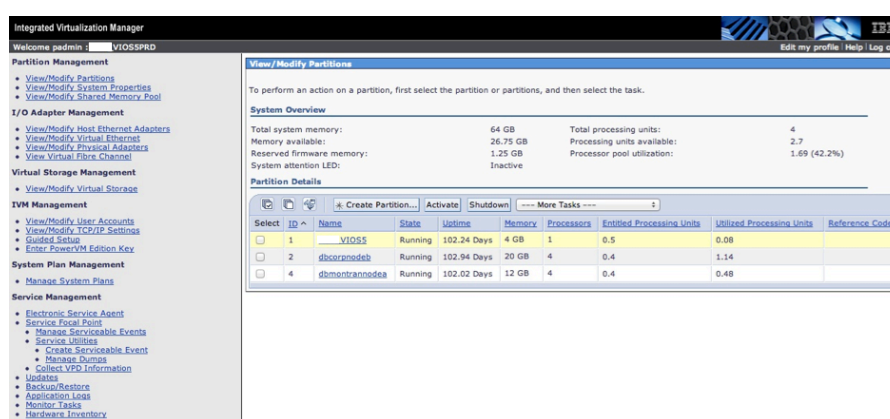 Integrated Virtualization Manager
IBM
Welcome padmin : VIOS5PRD
Edit my profile | Help | Log o
Partition Management
View/Modify Partitions
View/Modify System Properties
View/Modify Shared Memory Pool
I/O Adapter Management
View/Modify Host Ethernet Adapters
View/Modify Virtual Ethernet
View/Modify Physical Adapters
View Virtual Fibre Channel
Virtual Storage Management
View/Modify Virtual Storage
IVM Management
View/Modify User Accounts
View/Modify TCP/IP Settings
Guided Setup
Enter PowerVM Edition Key
System Plan Management
Manage System Plans
Service Management
Electronic Service Agent
Service Focal Point
Manage Serviceable Events
Service Utilities
Create Serviceable Event
Manage Dumps
Collect VPD Information
Updates
Backup/Restore
Application Logs
Monitor Tasks
Hardware Inventory
View/Modify Partitions
To perform an action on a partition, first select the partition or partitions, and then select the task.
System Overview
Total system memory: 64 GB Total processing units: 4
Memory available: 26.75 GB Processing units available: 2.7
Reserved firmware memory: 1.25 GB Processor pool utilization: 1.69 (42.2%)
System attention LED: Inactive
Partition Details
Create Partition... Activate Shutdown --- More Tasks ---
Select ID ^ Name State Uptime Memory Processors Entitled Processing Units Utilized Processing Units Reference Code
1 VIOS5 Running 102.24 Days 4 GB 1 0.5 0.08
2 dbcorpnodeb Running 102.94 Days 20 GB 4 0.4 1.14
4 dbmontrannodea Running 102.02 Days 12 GB 4 0.4 0.48